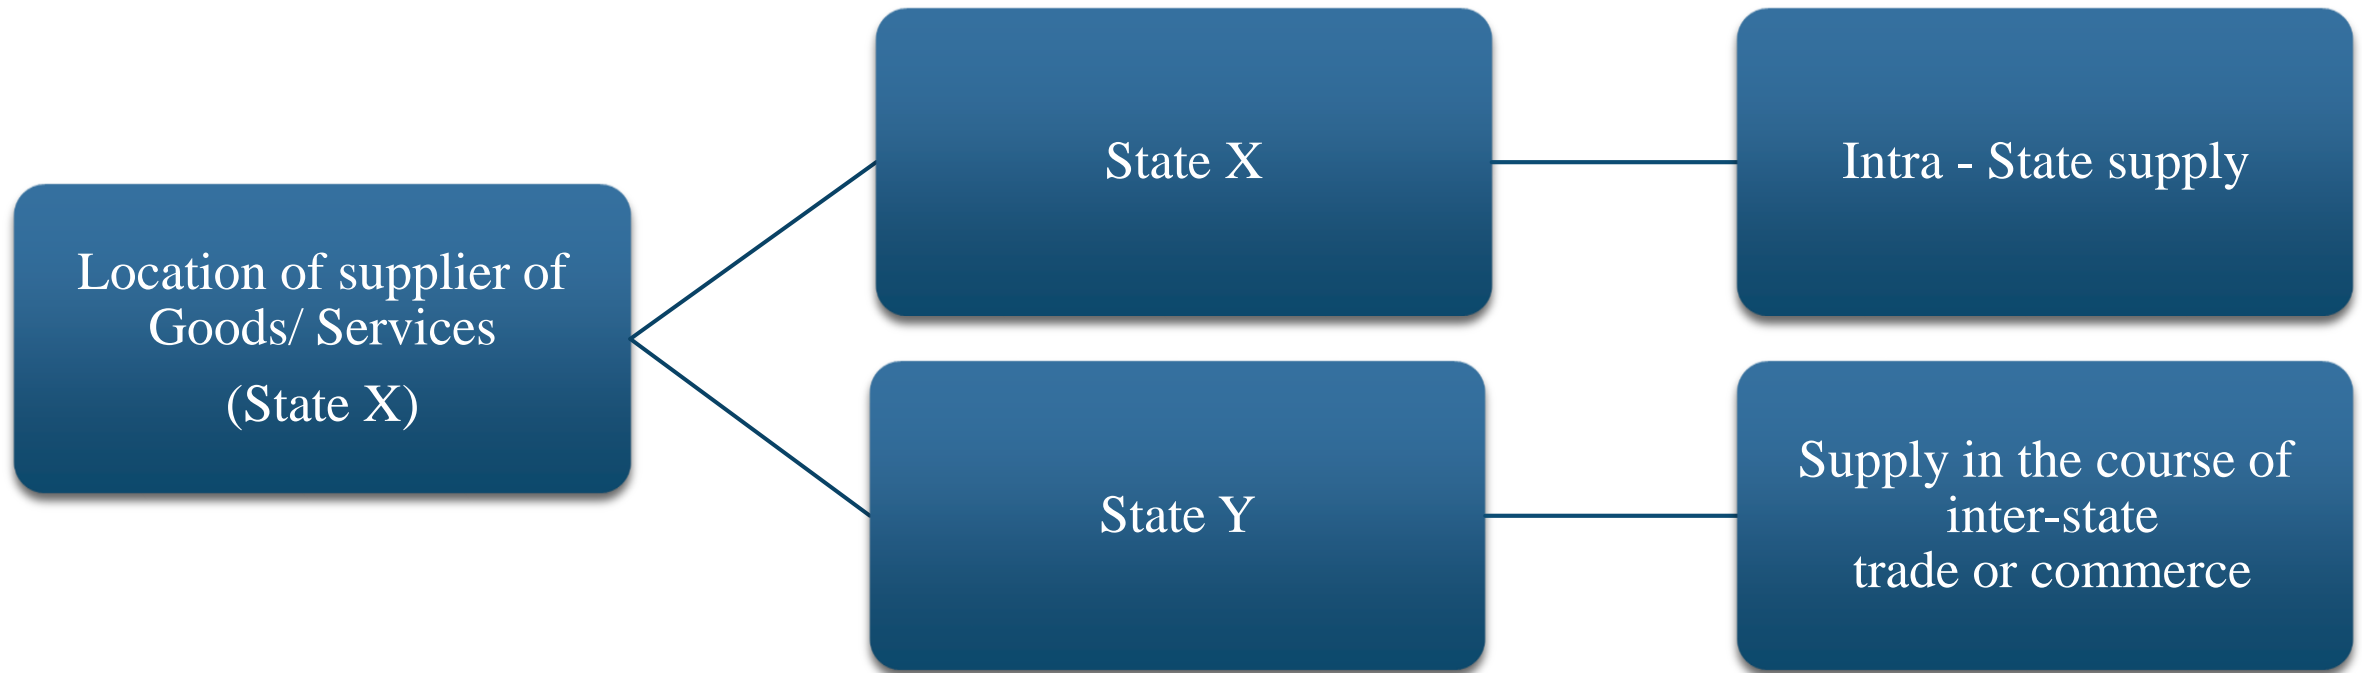 Location of supplier of
Goods/ Services
(State X)
State X
Intra - State supply
State Y
Supply in the course of
inter-state
trade or commerce